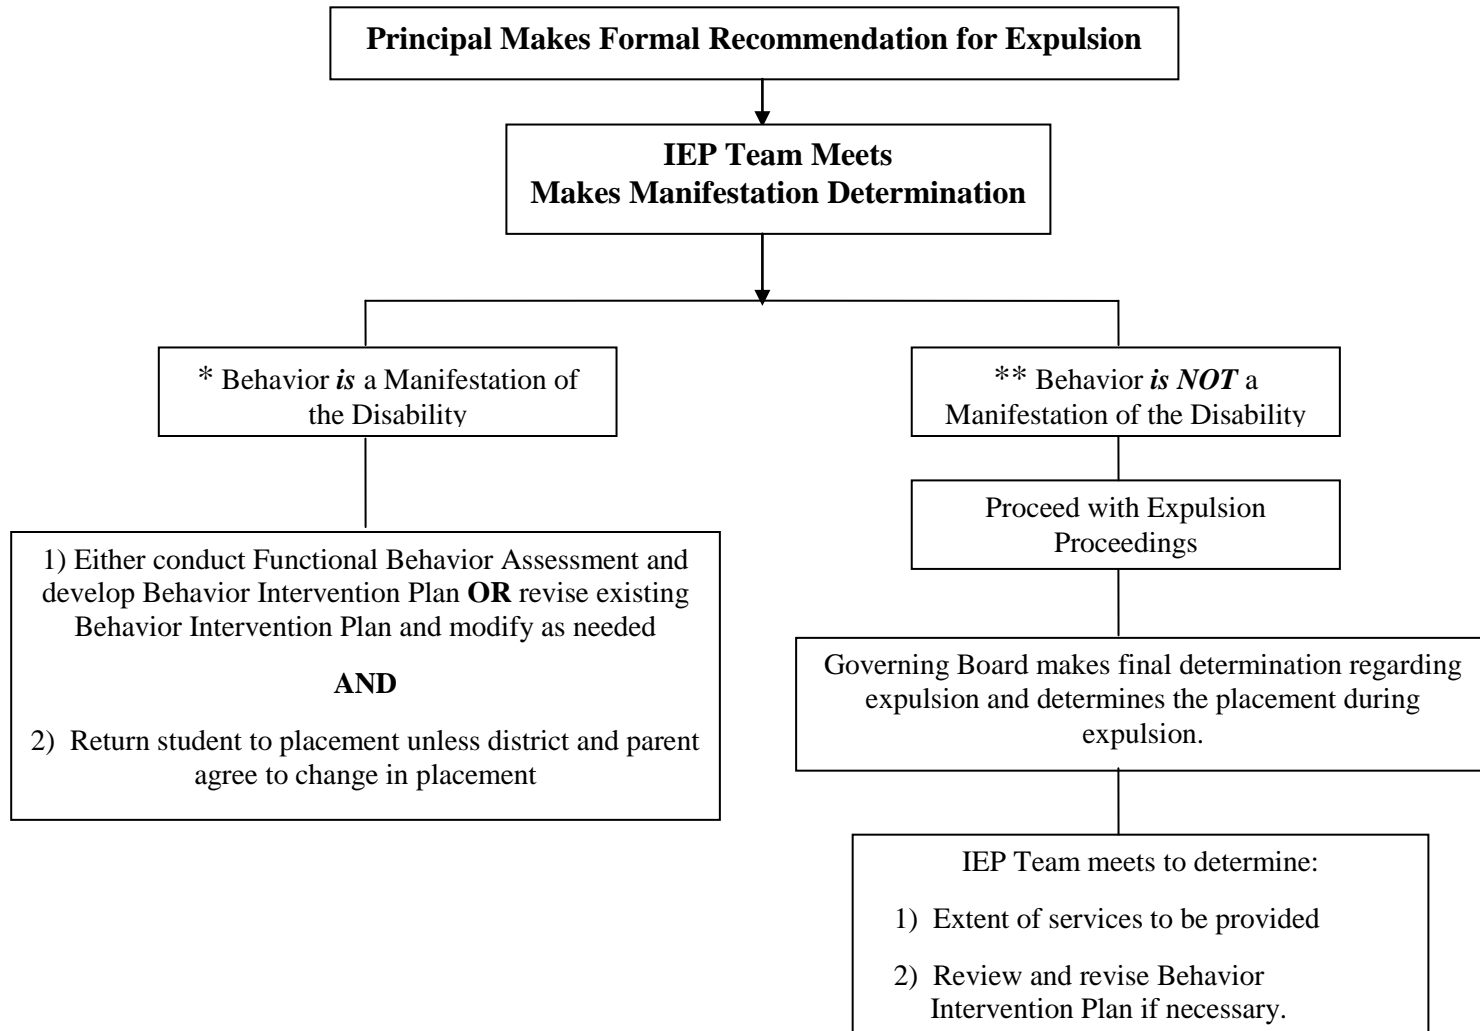 Principal Makes Formal Recommendation for Expulsion
IEP Team Meets
Makes Manifestation Determination
* Behavior is a Manifestation of
the Disability
** Behavior is NOT a
Manifestation of the Disability
Proceed with Expulsion
Proceedings
1) Either conduct Functional Behavior Assessment and
develop Behavior Intervention Plan OR revise existing
Behavior Intervention Plan and modify as needed
AND
2) Return student to placement unless district and parent
agree to change in placement
Governing Board makes final determination regarding
expulsion and determines the placement during
expulsion.
IEP Team meets to determine:
1) Extent of services to be provided
2) Review and revise Behavior
Intervention Plan if necessary.